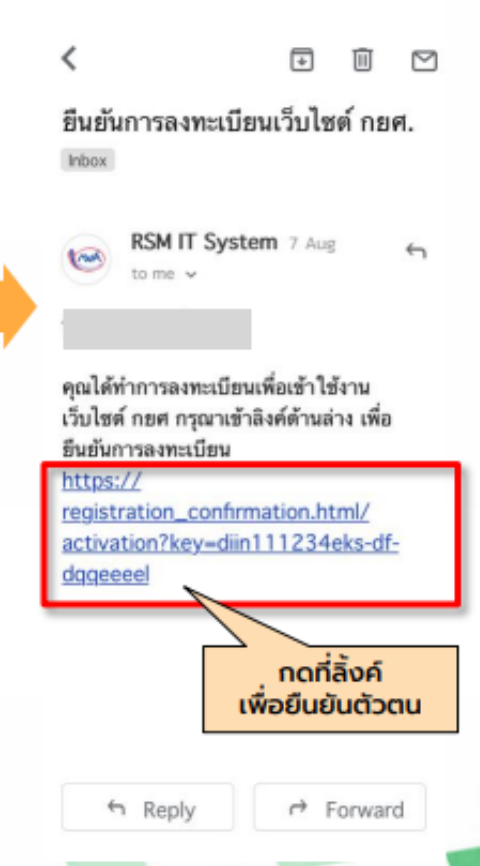 ยืนยันการลงทะเบียนเว็บไซต์ กยศ.
Inbox
RSM IT System 7 Aug
to me
คุณได้ทำการลงทะเบียนเพื่อเข้าใช้งาน
เว็บไซต์ กยศ กรุณาเข้าลิงค์ด้านล่าง เพื่อ
ยืนยันการลงทะเบียน
https://
registration_confirmation.html/
activation?key=diin111234eks-df-
dqqeeeel
กดที่ลิ้งค์
เพื่อยืนยันตัวตน
Reply
Forward